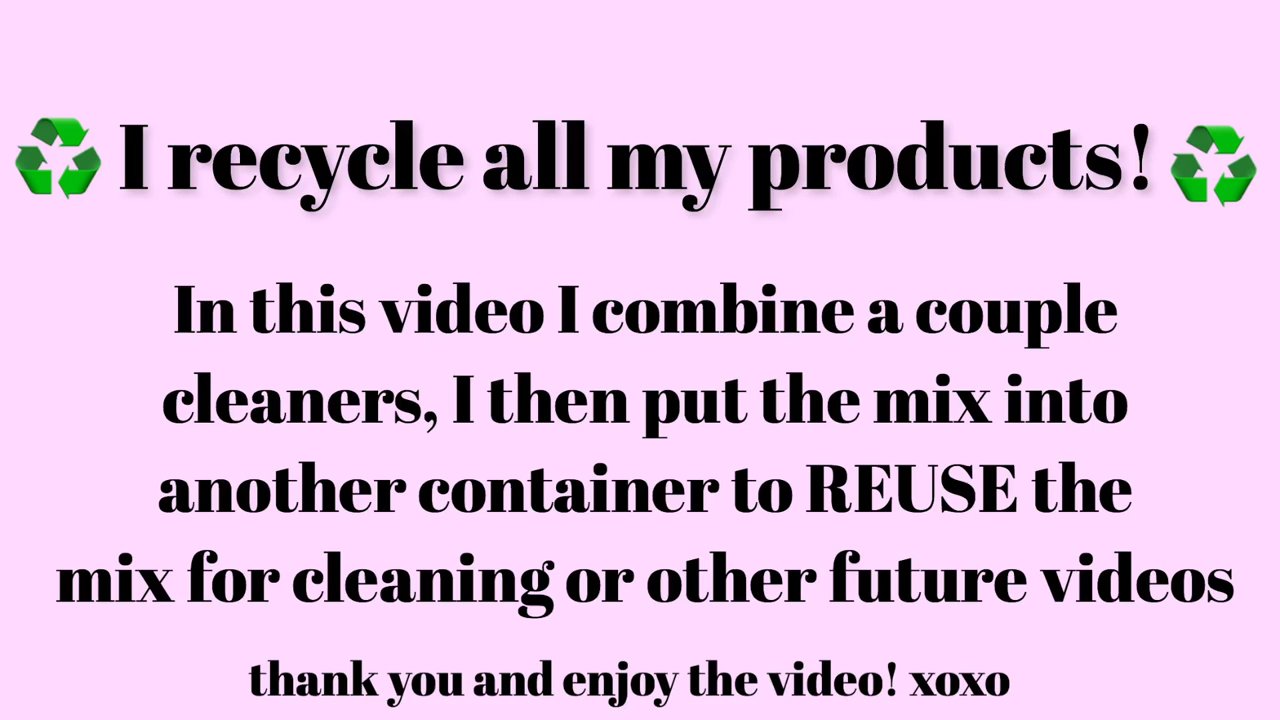 ♻️ I recycle all my products! ♻️
In this video I combine a couple
cleaners, I then put the mix into
another container to REUSE the
mix for cleaning or other future videos
thank you and enjoy the video! xoxo